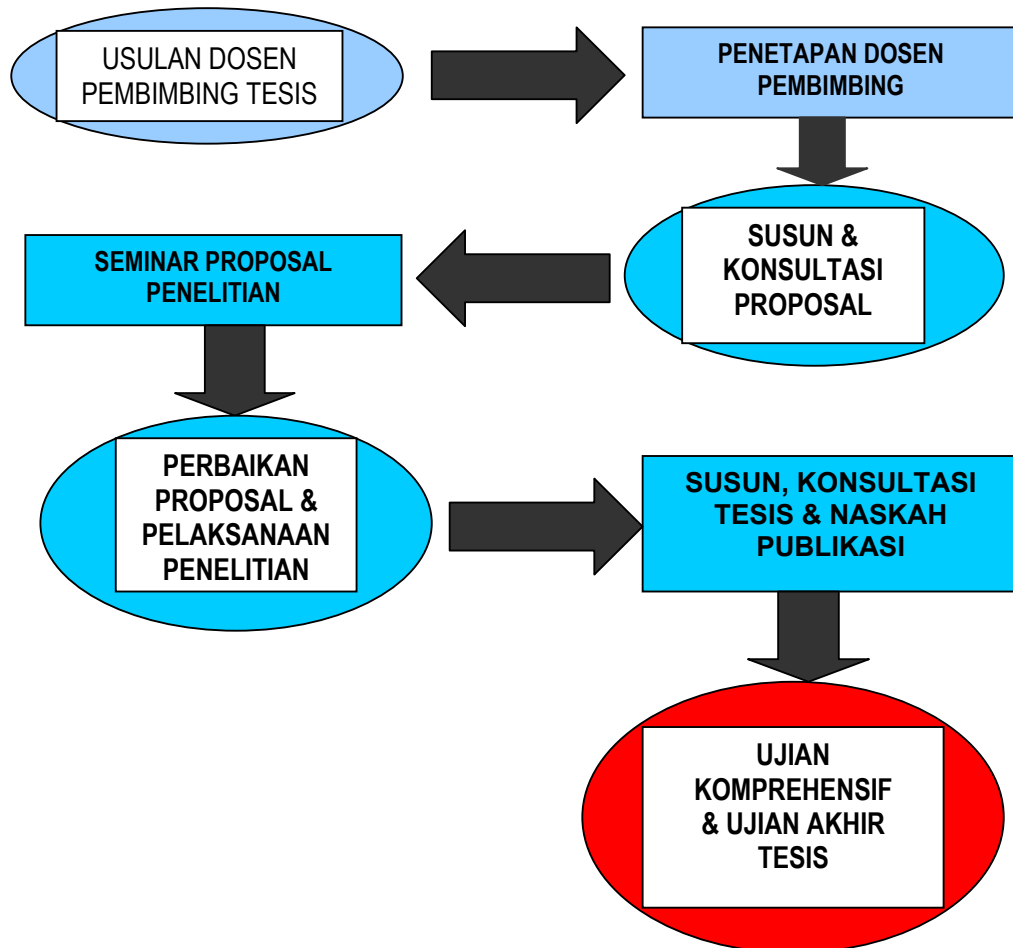 USULAN DOSEN
PEMBIMBING TESIS
PENETAPAN DOSEN
PEMBIMBING
SUSUN &
KONSULTASI
PROPOSAL
SEMINAR PROPOSAL
PENELITIAN
PERBAIKAN
PROPOSAL &
PELAKSANAAN
PENELITIAN
SUSUN, KONSULTASI
TESIS & NASKAH
PUBLIKASI
UJIAN
KOMPREHENSIF
& UJIAN AKHIR
TESIS